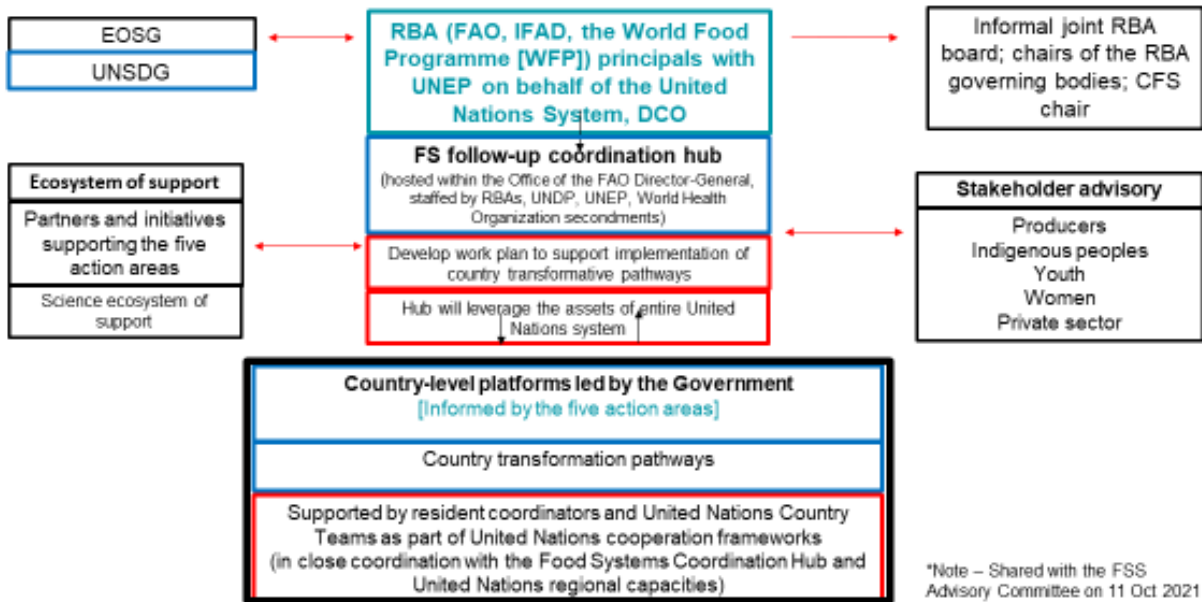 EOSG
UNSDG
RBA (FAO, IFAD, the World Food
Programme [WFP]) principals with
UNEP on behalf of the United
Nations System, DCO
Informal joint RBA
board; chairs of the RBA
governing bodies; CFS
chair
FS follow-up coordination hub
(hosted within the Office of the FAO Director-General,
staffed by RBAs, UNDP, UNEP, World Health
Organization secondments)
Develop work plan to support implementation of
country transformative pathways
Hub will leverage the assets of entire United
Nations system
Ecosystem of support
Partners and initiatives
supporting the five
action areas
Science ecosystem of
support
Stakeholder advisory
Producers
Indigenous peoples
Youth
Women
Private sector
Country-level platforms led by the Government
[Informed by the five action areas]
Country transformation pathways
Supported by resident coordinators and United Nations Country
Teams as part of United Nations cooperation frameworks
(in close coordination with the Food Systems Coordination Hub and
United Nations regional capacities)
*Note – Shared with the FSS
Advisory Committee on 11 Oct 2021